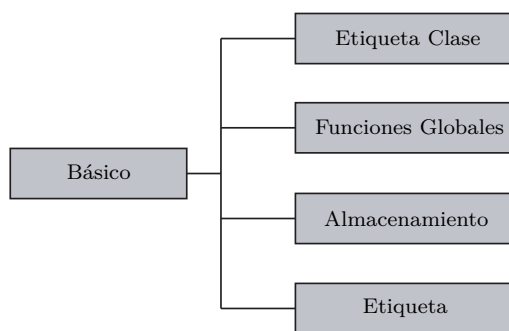 Etiqueta Clase
Funciones Globales
Básico
Almacenamiento
Etiqueta